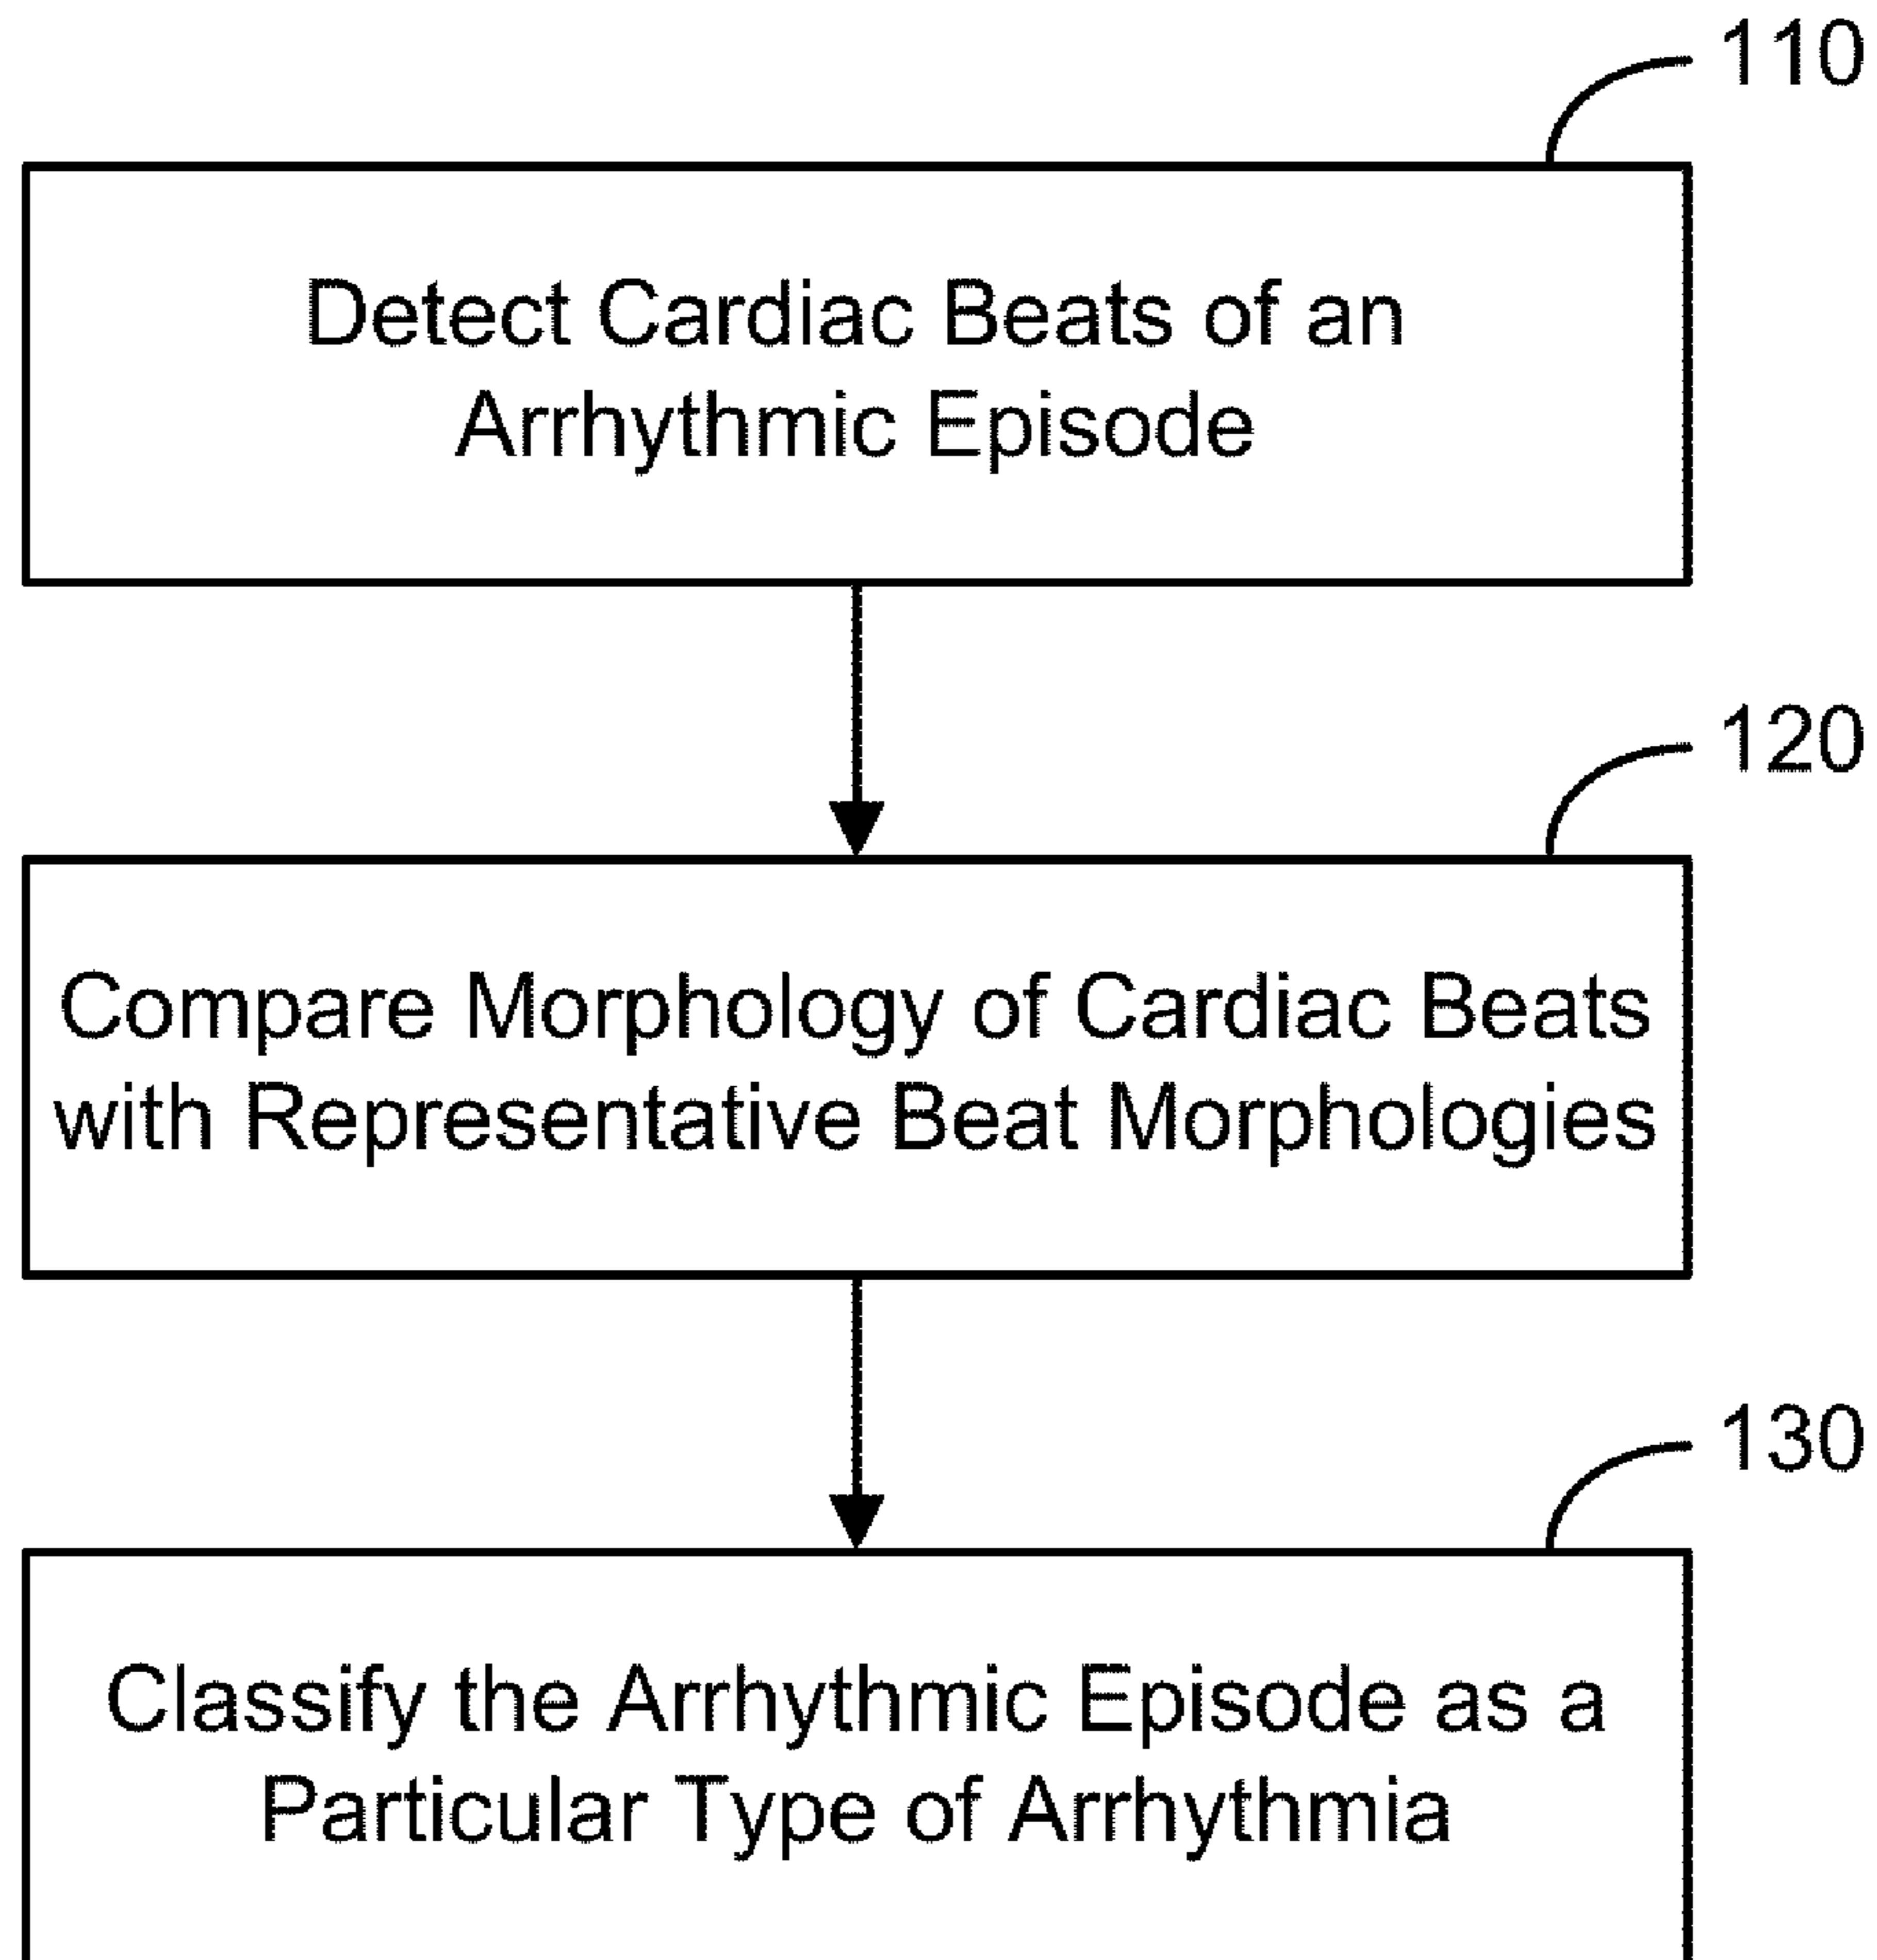 110
Detect Cardiac Beats of an
Arrhythmic Episode
120
Compare Morphology of Cardiac Beats
with Representative Beat Morphologies
130
Classify the Arrhythmic Episode as a
Particular Type of Arrhythmia